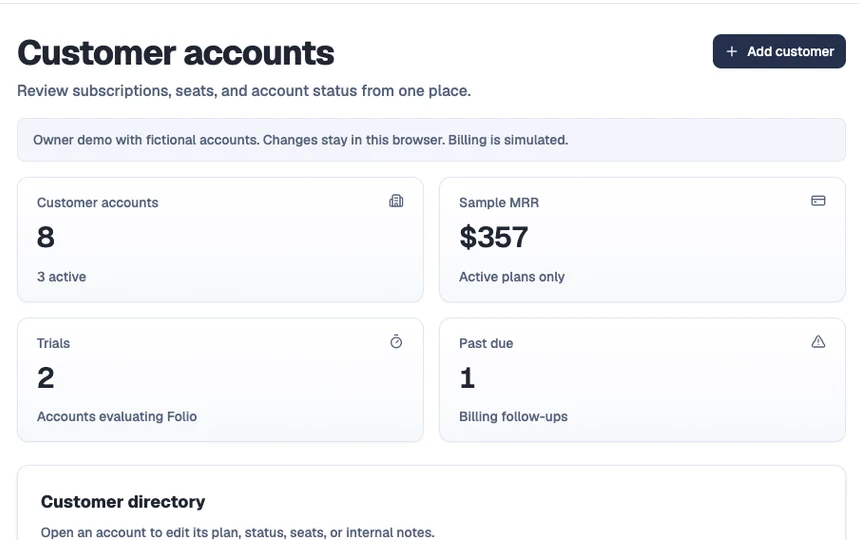 Customer accounts
Add customer
Review subscriptions, seats, and account status from one place.
Owner demo with fictional accounts. Changes stay in this browser. Billing is simulated.
Customer accounts
8
3 active
Sample MRR
$357
Active plans only
Trials
2
Accounts evaluating Folio
Past due
1
Billing follow-ups
Customer directory
Open an account to edit its plan, status, seats, or internal notes.